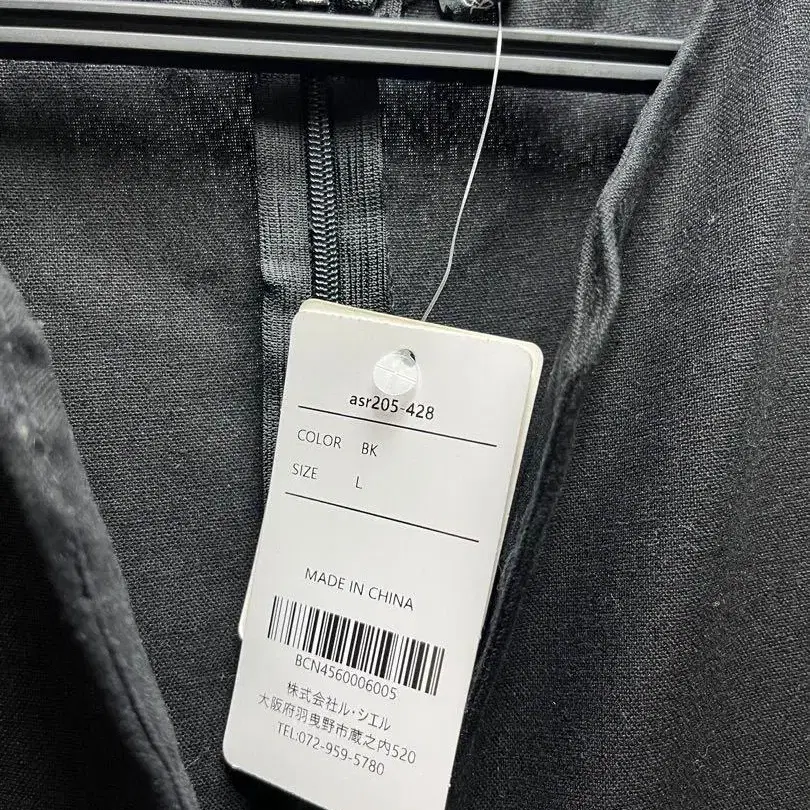 asr205-428
COLOR BK
SIZE L
MADE IN CHINA
BCN4560006005
株式会社ル・シエル
大阪府羽曳野市蔵之内520
TEL:072-959-5780